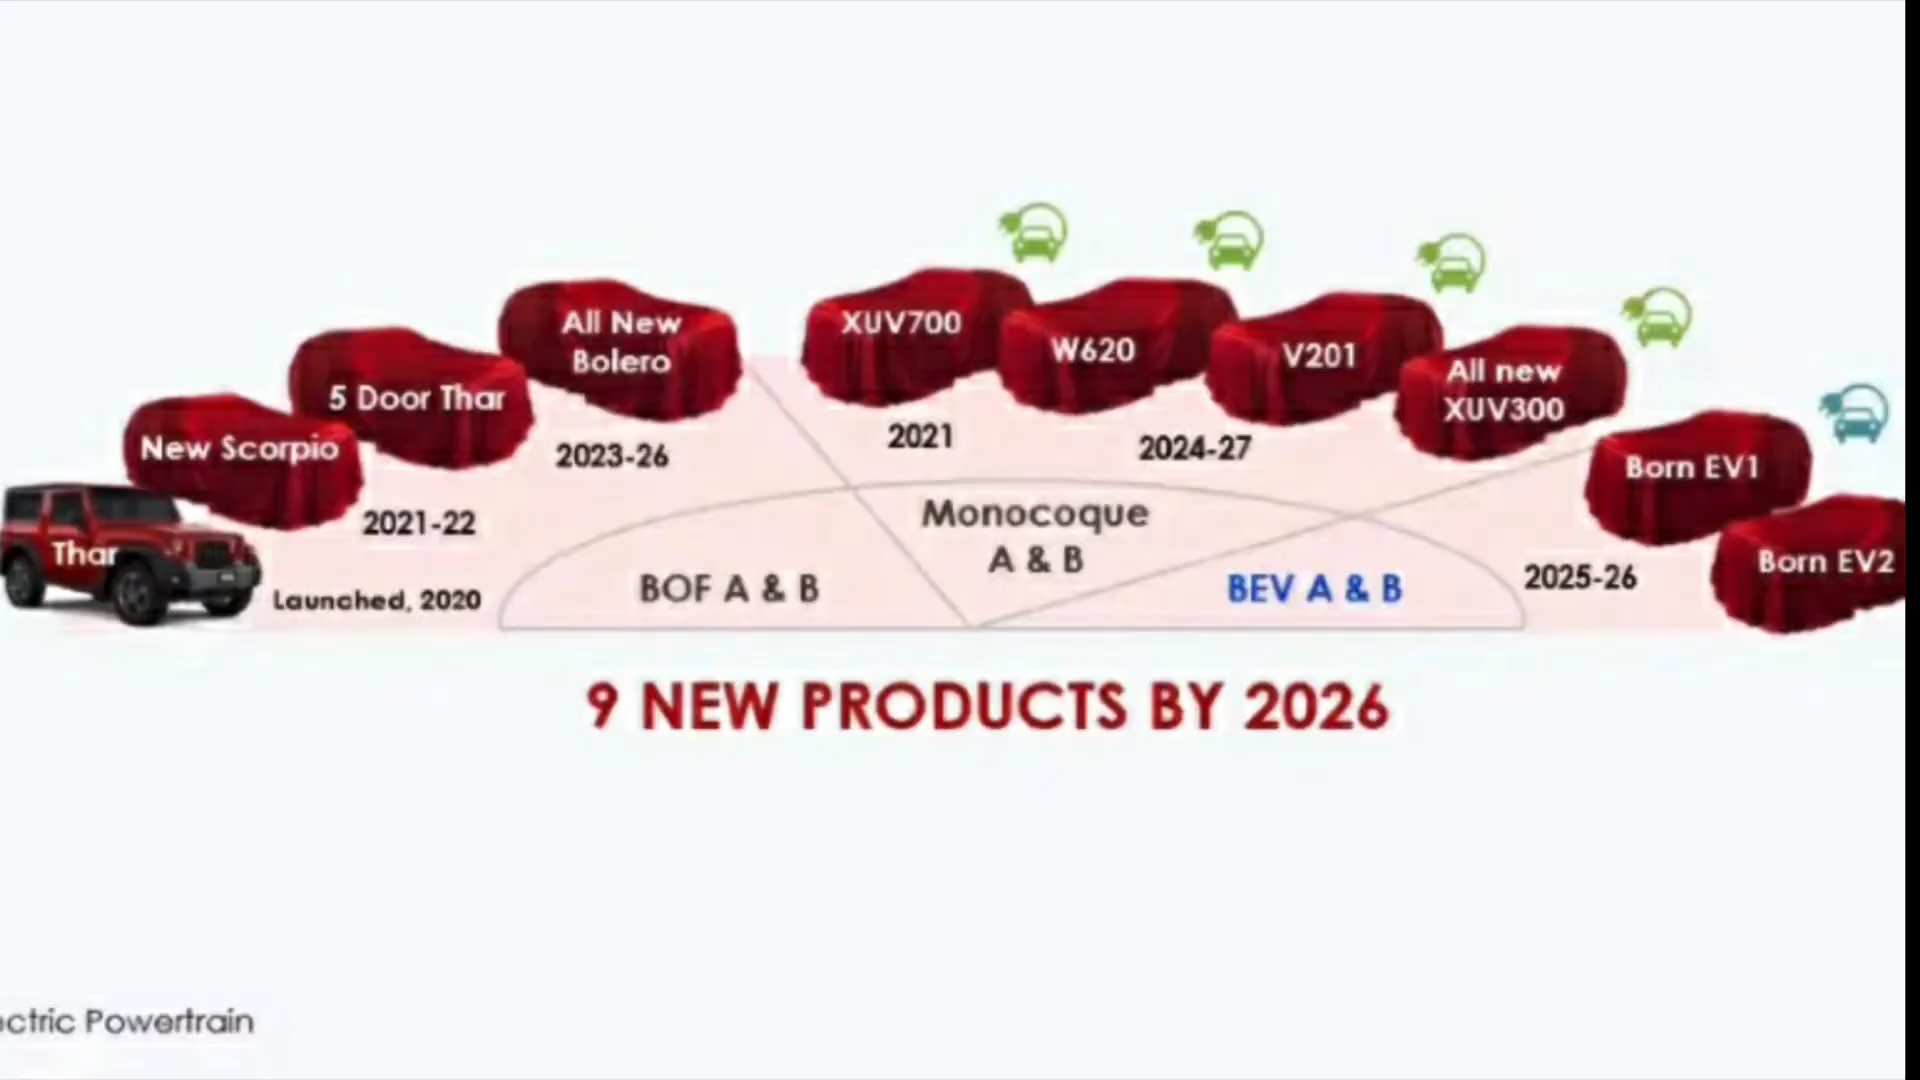 All New
Bolero
XUV700
W620
V201
All new
XUV300
5 Door Thar
New Scorpio
Born EV1
Born EV2
Thar
2023-26
2021
2024-27
2021-22
2025-26
Launched, 2020
Monocoque
A & B
BOF A & B
BEV A & B
9 NEW PRODUCTS BY 2026
Powertrain